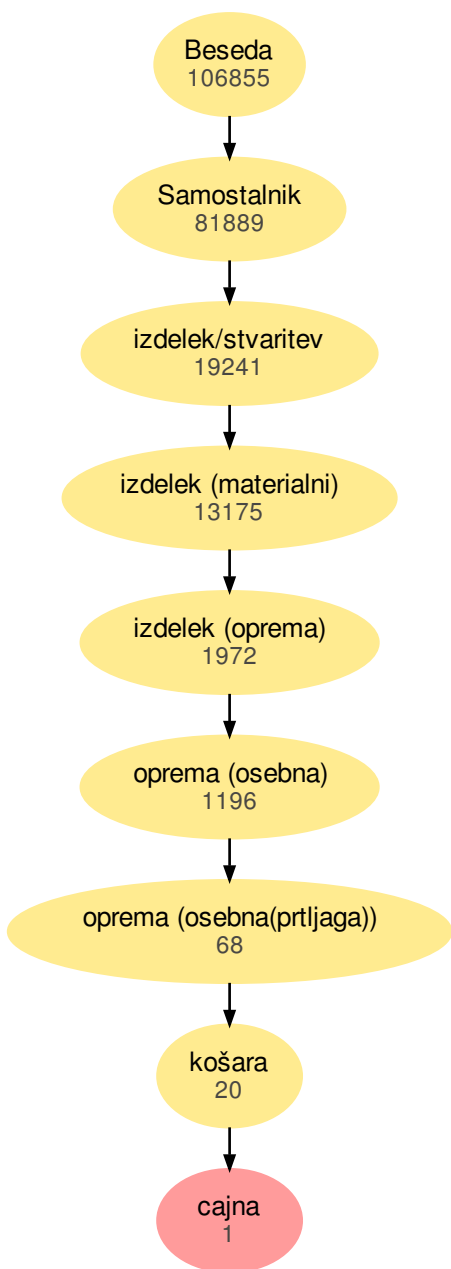 Beseda
106855
Samostalnik
81889
izdelek/stvaritev
19241
izdelek (materialni)
13175
izdelek (oprema)
1972
oprema (osebna)
1196
oprema (osebna(prtljaga))
68
košara
20
cajna
1